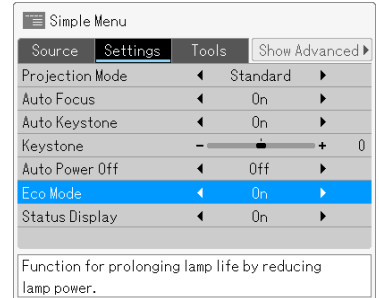 Simple Menu
Source Settings Tools Show Advanced
Projection Mode Standard
Auto Focus On
Auto Keystone On
Keystone - + 0
Auto Power Off Off
Eco Mode On
Status Display On
Function for prolonging lamp life by reducing
lamp power.